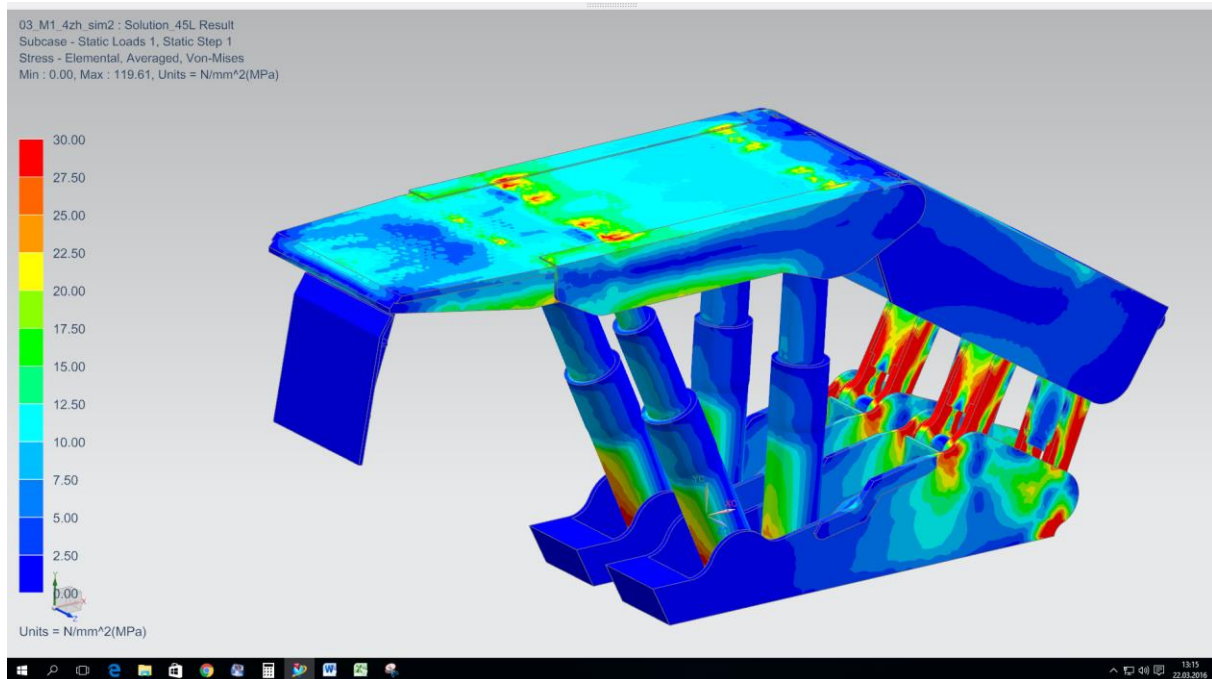 03_M1_4zh_sim2 : Solution_45L Result
Subcase - Static Loads 1, Static Step 1
Stress - Elemental, Averaged, Von-Mises
Min : 0.00, Max : 119.61, Units = N/mm^2(MPa)
30.00
27.50
25.00
22.50
20.00
17.50
15.00
12.50
10.00
7.50
5.00
2.50
0.00
Y
X
Z
Units = N/mm^2(MPa)
13:15
22.03.2016